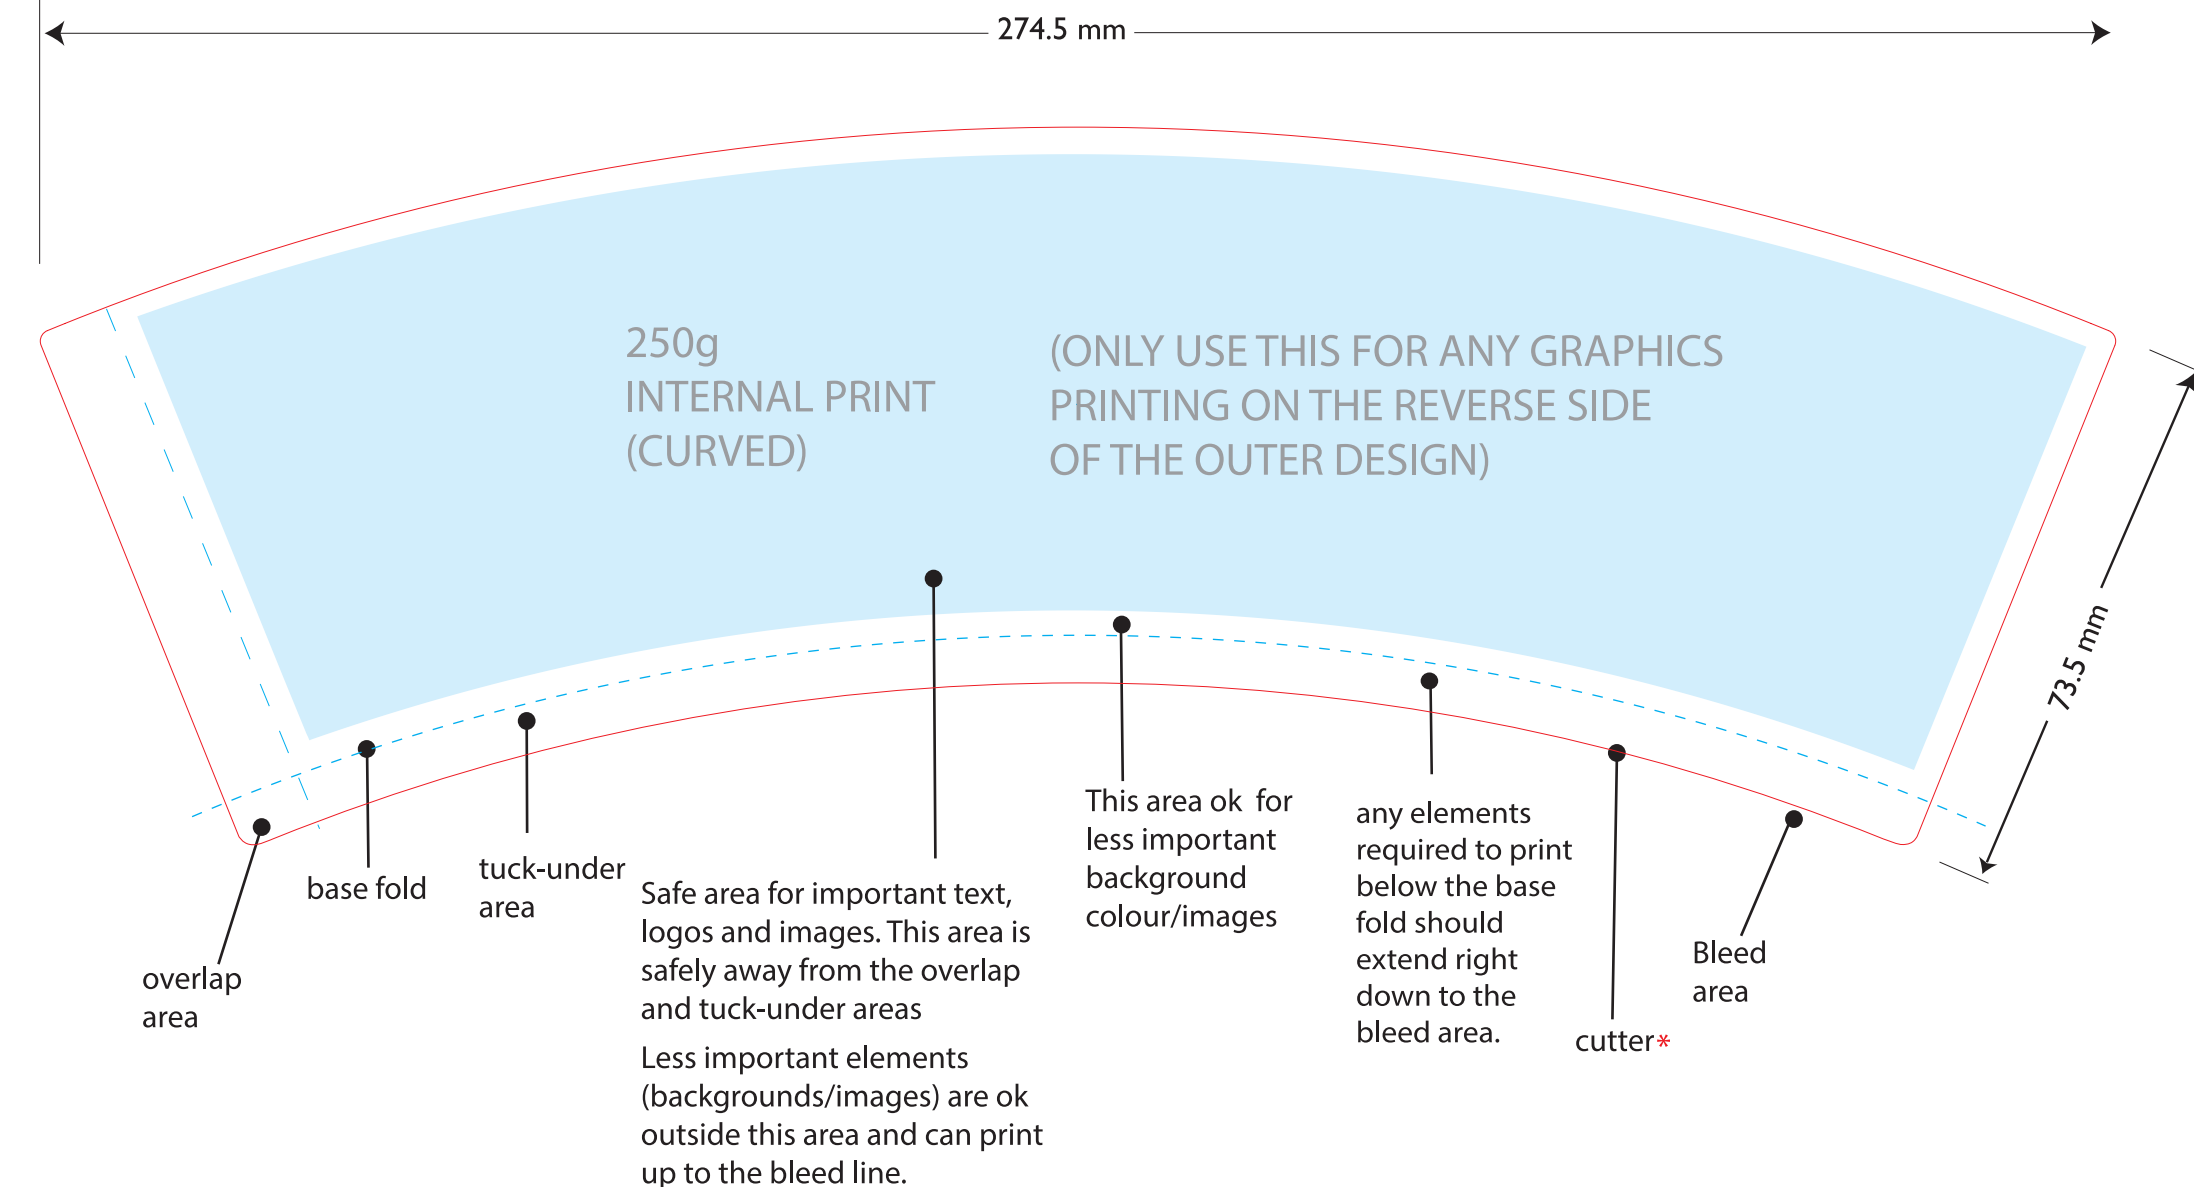 274.5 mm
250g
INTERNAL PRINT
(CURVED)
(ONLY USE THIS FOR ANY GRAPHICS
PRINTING ON THE REVERSE SIDE
OF THE OUTER DESIGN)
73.5 mm
overlap
area
base fold
tuck-under
area
Safe area for important text,
logos and images. This area is
safely away from the overlap
and tuck-under areas
Less important elements
(backgrounds/images) are ok
outside this area and can print
up to the bleed line.
This area ok for
less important
background
colour/images
any elements
required to print
below the base
fold should
extend right
down to the
bleed area.
cutter*
Bleed
area